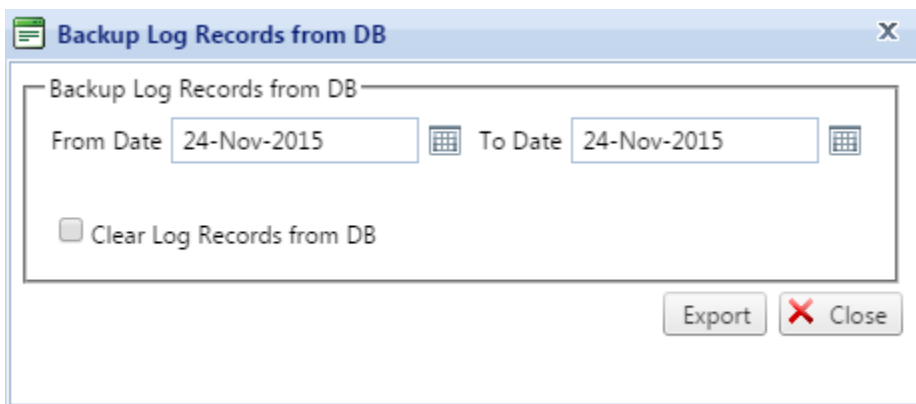 Backup Log Records from DB
Backup Log Records from DB
From Date 24-Nov-2015 To Date 24-Nov-2015
Clear Log Records from DB
Export Close